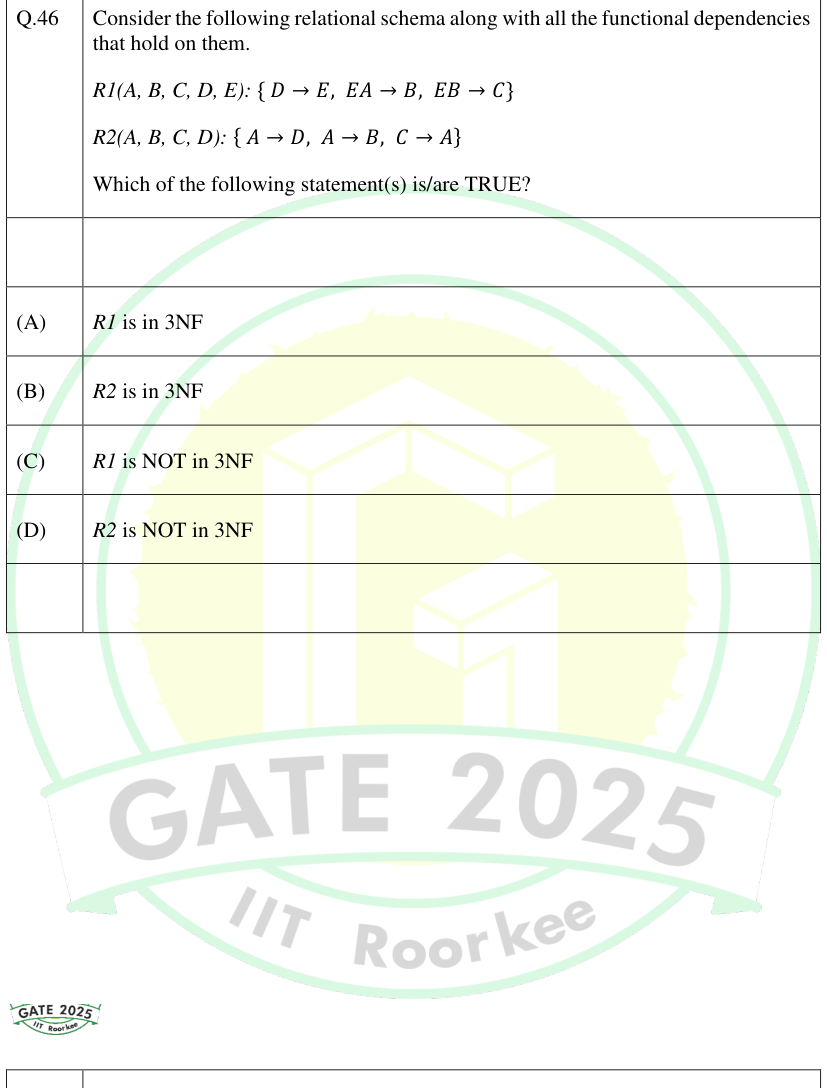 Q.46 Consider the following relational schema along with all the functional dependencies
that hold on them.
R1(A, B, C, D, E): { D → E, EA → B, EB → C}
R2(A, B, C, D): { A → D, A → B, C → A}
Which of the following statement(s) is/are TRUE?
(A) R1 is in 3NF
(B) R2 is in 3NF
(C) R1 is NOT in 3NF
(D) R2 is NOT in 3NF
GATE 2025
IIT Roorkee
GATE 2025
IIT Roorkee